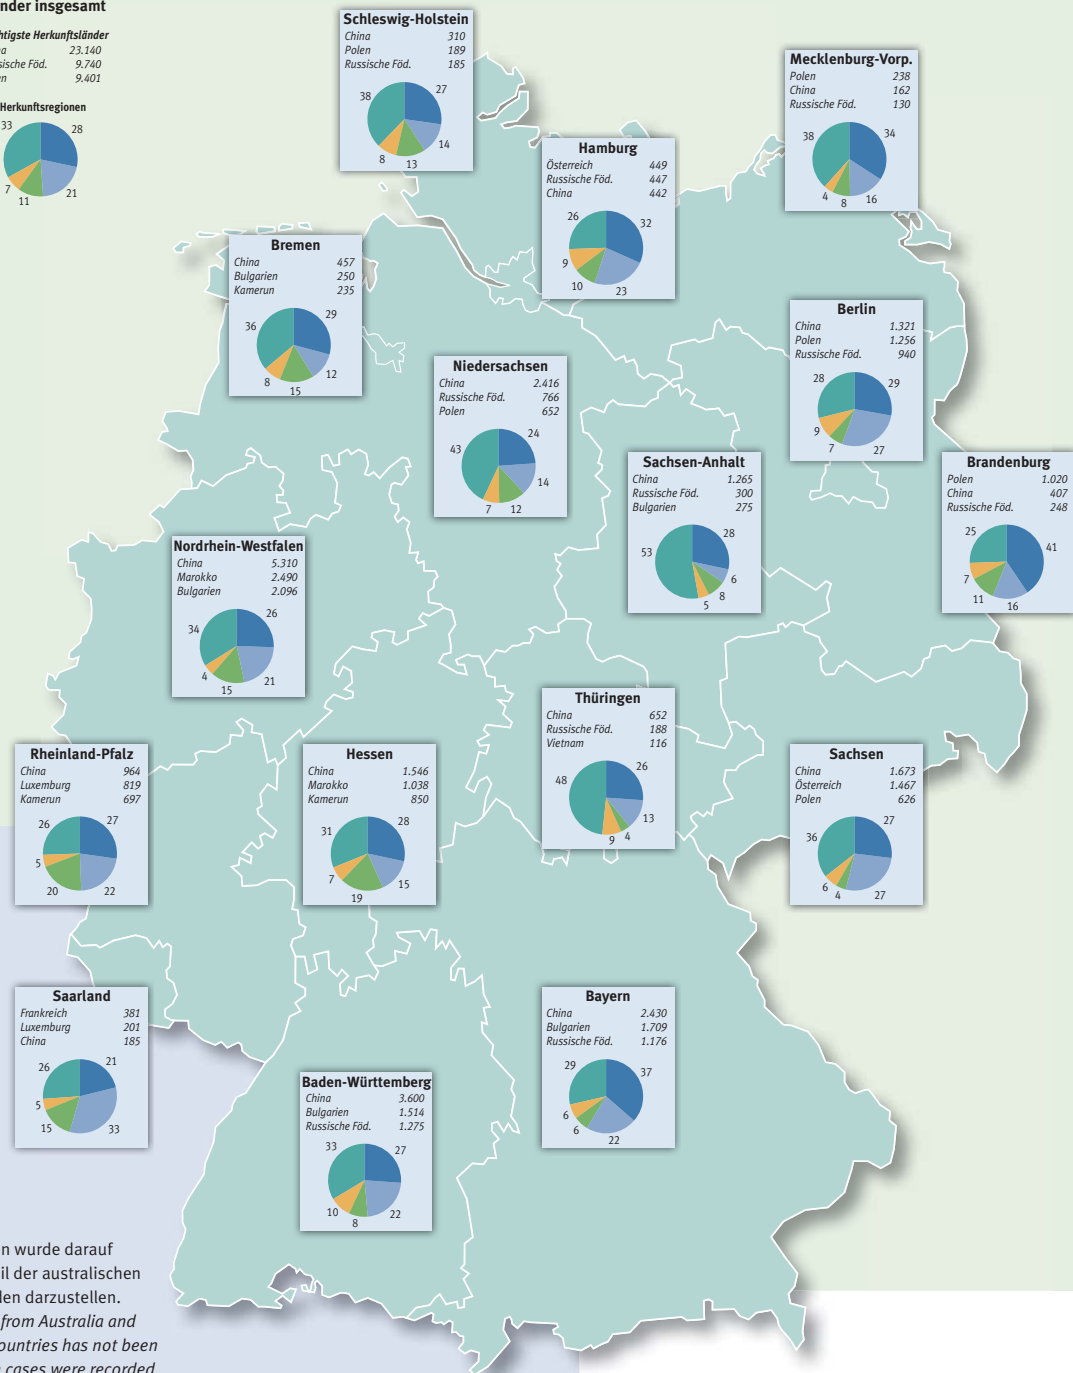 nder insgesamt
htigste Herkunftsländer
a 23.140
sische Föd. 9.740
en 9.401
Herkunftsregionen
33 28
7 11 21
Schleswig-Holstein
China 310
Polen 189
Russische Föd. 185
38 27
8 13 14
Mecklenburg-Vorp.
Polen 238
China 162
Russische Föd. 130
38 34
4 8 16
Hamburg
Österreich 449
Russische Föd. 447
China 442
26 32
9 10 23
Bremen
China 457
Bulgarien 250
Kamerun 235
36 29
8 15 12
Berlin
China 1.321
Polen 1.256
Russische Föd. 940
28 29
9 7 27
Niedersachsen
China 2.416
Russische Föd. 766
Polen 652
43 24
7 12 14
Sachsen-Anhalt
China 1.265
Russische Föd. 300
Bulgarien 275
53 28
5 8 6
Brandenburg
Polen 1.020
China 407
Russische Föd. 248
25 41
7 11 16
Nordrhein-Westfalen
China 5.310
Marokko 2.490
Bulgarien 2.096
34 26
4 15 21
Thüringen
China 652
Russische Föd. 188
Vietnam 116
48 26
9 4 13
Rheinland-Pfalz
China 964
Luxemburg 819
Kamerun 697
26 27
5 20 22
Hessen
China 1.546
Marokko 1.038
Kamerun 850
31 28
7 19 15
Sachsen
China 1.673
Österreich 1.467
Polen 626
36 27
6 4 27
Saarland
Frankreich 381
Luxemburg 201
China 185
26 21
5 15 33
Bayern
China 2.430
Bulgarien 1.709
Russische Föd. 1.176
29 37
6 6 22
Baden-Württemberg
China 3.600
Bulgarien 1.514
Russische Föd. 1.275
33 27
10 8 22
n wurde darauf
il der australischen
den darzustellen.
from Australia and
ountries has not been
cases were recorded